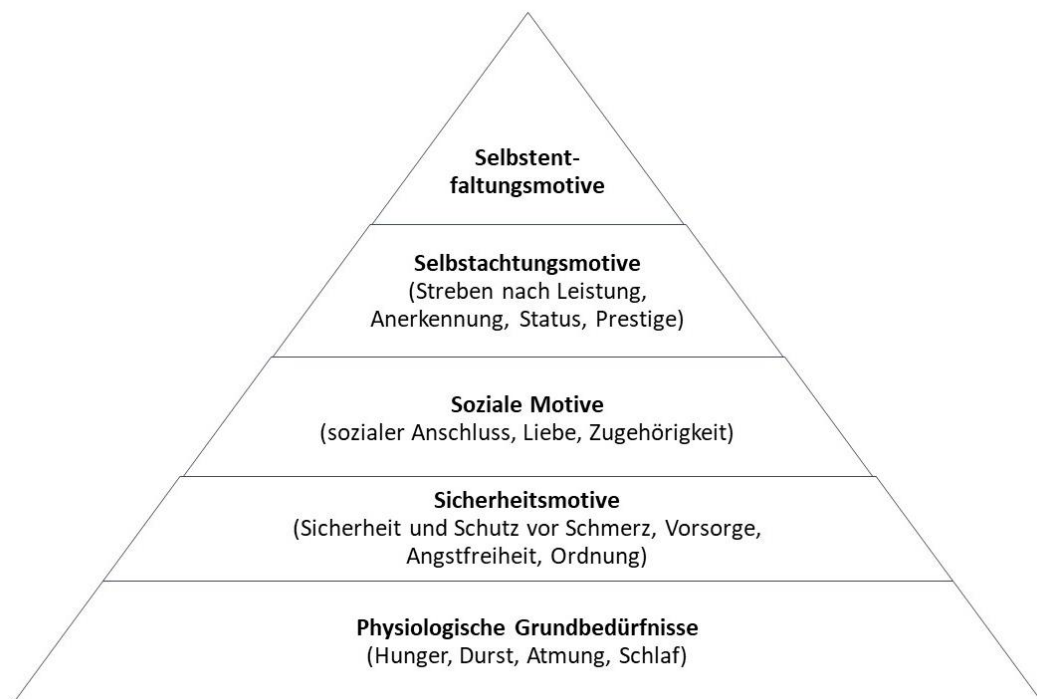 Selbstent-
faltungsmotive
Selbstachtungsmotive
(Streben nach Leistung,
Anerkennung, Status, Prestige)
Soziale Motive
(sozialer Anschluss, Liebe, Zugehörigkeit)
Sicherheitsmotive
(Sicherheit und Schutz vor Schmerz, Vorsorge,
Angstfreiheit, Ordnung)
Physiologische Grundbedürfnisse
(Hunger, Durst, Atmung, Schlaf)